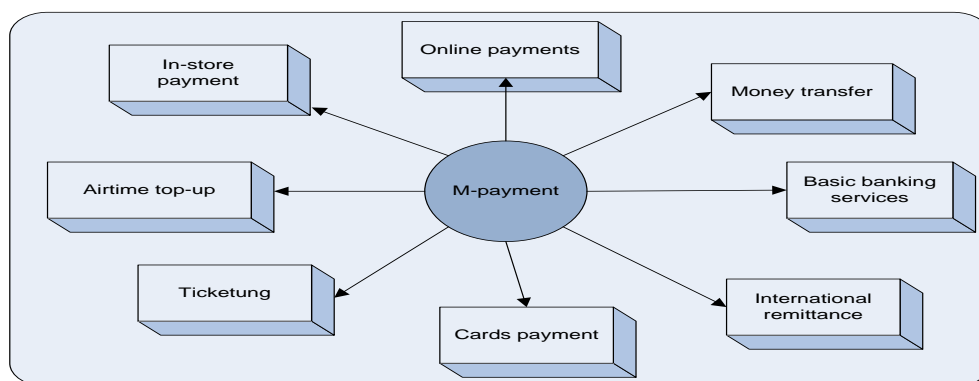 Online payments
In-store
payment
Money transfer
Airtime top-up
M-payment
Basic banking
services
Ticketung
Cards payment
International
remittance